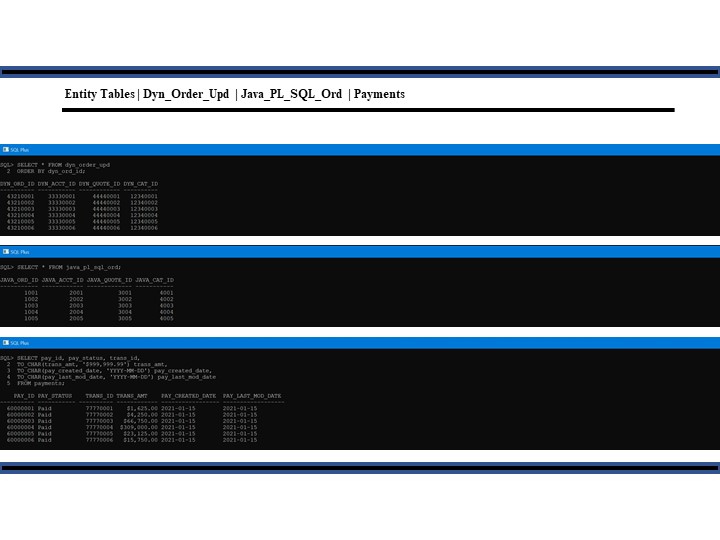 Entity Tables | Dyn_Order_Upd | Java_PL_SQL_Ord | Payments
SQL Plus
SQL> SELECT * FROM dyn_order_upd
2 ORDER BY dyn_ord_id;
DYN_ORD_ID DYN_ACCT_ID DYN_QUOTE_ID DYN_CAT_ID
---------- ----------- ------------ ----------
43210001 33330001 44440001 12340001
43210002 33330002 44440002 12340002
43210003 33330003 44440003 12340003
43210004 33330004 44440004 12340004
43210005 33330005 44440005 12340005
43210006 33330006 44440006 12340006
SQL Plus
SQL> SELECT * FROM java_pl_sql_ord;
JAVA_ORD_ID JAVA_ACCT_ID JAVA_QUOTE_ID JAVA_CAT_ID
----------- ------------ ------------- -----------
1001 2001 3001 4001
1002 2002 3002 4002
1003 2003 3003 4003
1004 2004 3004 4004
1005 2005 3005 4005
SQL Plus
SQL> SELECT pay_id, pay_status, trans_id,
2 TO_CHAR(trans_amt, '$999,999.99') trans_amt,
3 TO_CHAR(pay_created_date, 'YYYY-MM-DD') pay_created_date,
4 TO_CHAR(pay_last_mod_date, 'YYYY-MM-DD') pay_last_mod_date
5 FROM payments;
PAY_ID PAY_STATUS TRANS_ID TRANS_AMT PAY_CREATED_DATE PAY_LAST_MOD_DATE
---------- ------------ ---------- ------------ ------------------ -------------------
60000001 Paid 77770001 $1,625.00 2021-01-15 2021-01-15
60000002 Paid 77770002 $4,250.00 2021-01-15 2021-01-15
60000003 Paid 77770003 $66,750.00 2021-01-15 2021-01-15
60000004 Paid 77770004 $309,000.00 2021-01-15 2021-01-15
60000005 Paid 77770005 $23,125.00 2021-01-15 2021-01-15
60000006 Paid 77770006 $15,750.00 2021-01-15 2021-01-15